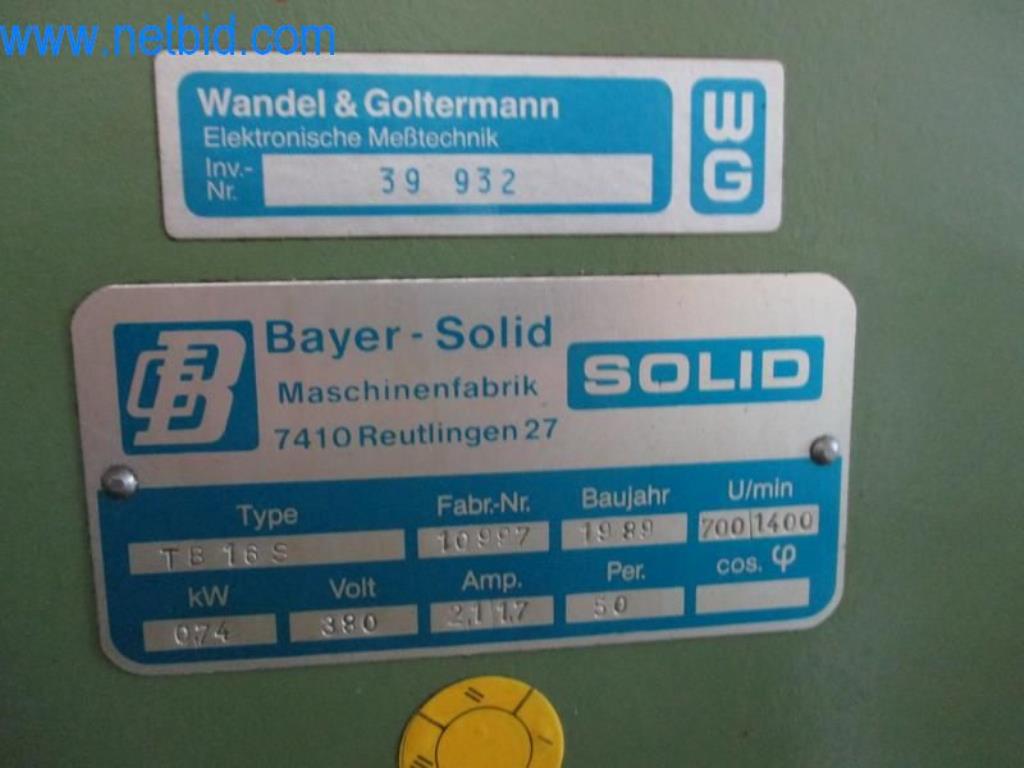 www.netbid.com
Wandel & Goltermann
Elektronische Meßtechnik
Inv.-
Nr. 39 932
W
G
Bayer - Solid
Maschinenfabrik
7410 Reutlingen 27
SOLID
Type Fabr.-Nr. Baujahr U/min
TB 16 S 10997 1989 700 1400
kW Volt Amp. Per. cos. φ
0,74 380 2,1 1,7 50
II
I
III